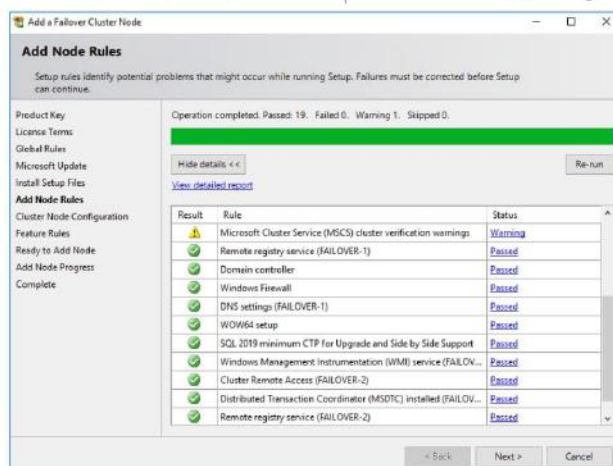 Add a Failover Cluster Node
Add Node Rules
Setup rules identify potential problems that might occur while running Setup. Failures must be corrected before Setup
can continue.
Product Key
License Terms
Global Rules
Microsoft Update
Install Setup Files
Add Node Rules
Cluster Node Configuration
Feature Rules
Ready to Add Node
Add Node Progress
Complete
Operation completed. Passed: 19. Failed 0. Warning 1. Skipped 0.
Hide details <<
Re-run
View detailed report
Result Rule Status
Microsoft Cluster Service (MSCS) cluster verification warnings Warning
Remote registry service (FAILOVER-1) Passed
Domain controller Passed
Windows Firewall Passed
DNS settings (FAILOVER-1) Passed
WOW64 setup Passed
SQL 2019 minimum CTP for Upgrade and Side by Side Support Passed
Windows Management Instrumentation (WMI) service (FAILOV... Passed
Cluster Remote Access (FAILOVER-2) Passed
Distributed Transaction Coordinator (MSDTC) installed (FAILOV... Passed
Remote registry service (FAILOVER-2) Passed
< Back Next > Cancel